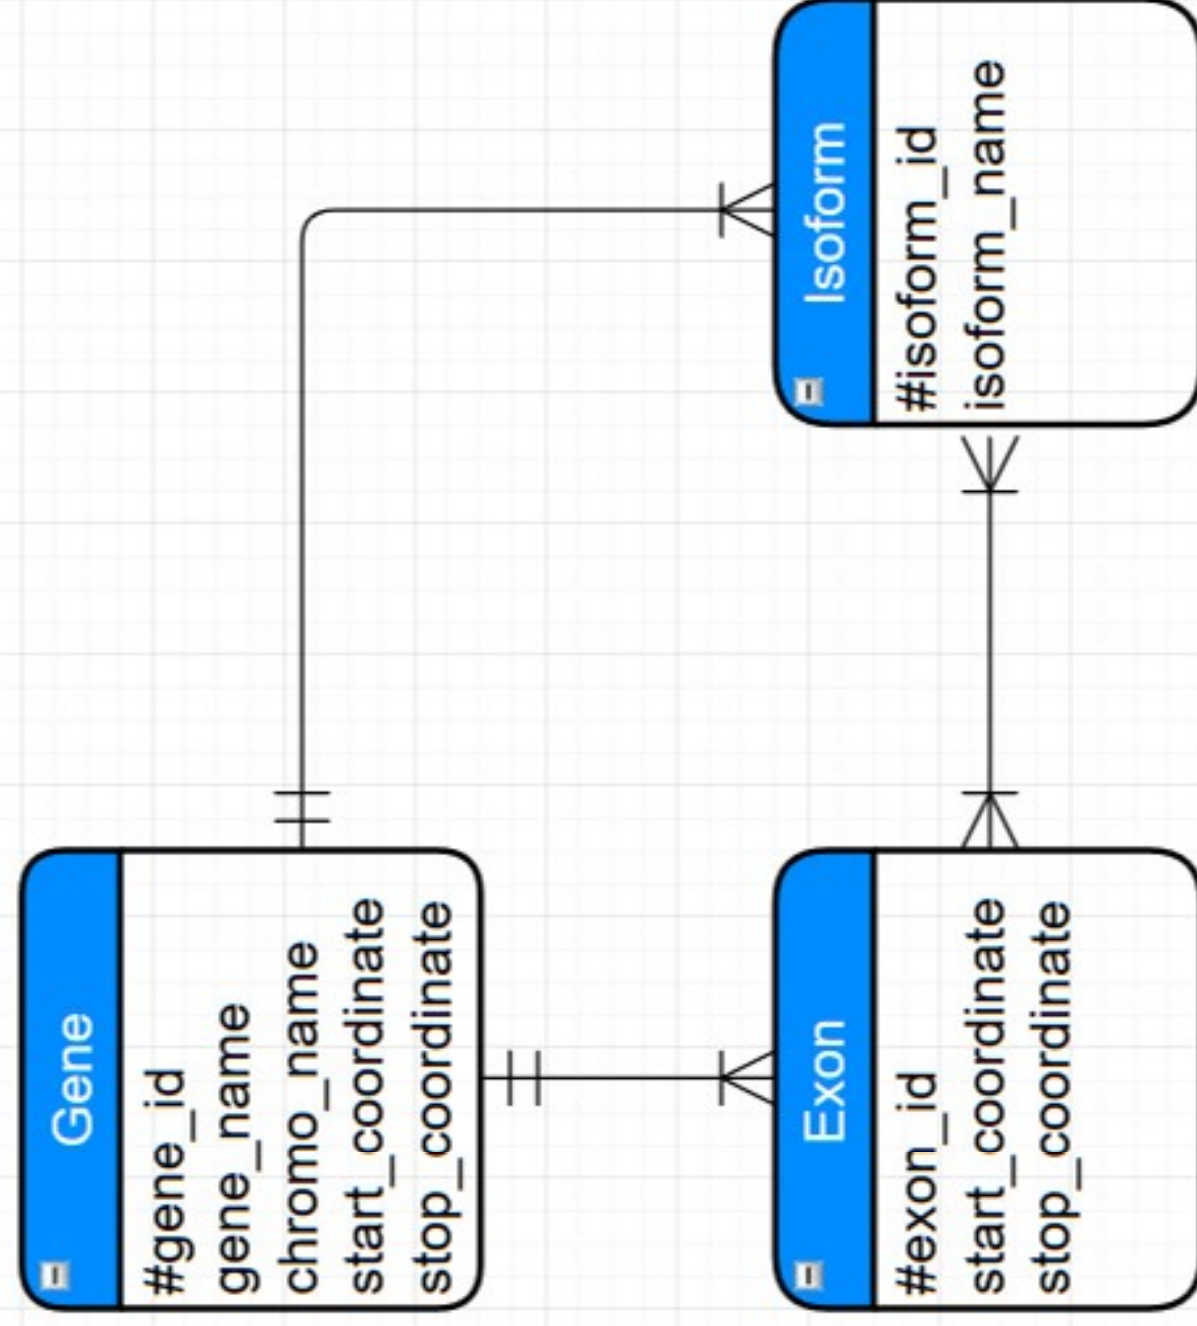 Gene
#gene_id
gene_name
chromo_name
start_coordinate
stop_coordinate
Exon
#exon_id
start_coordinate
stop_coordinate
Isoform
#isoform_id
isoform_name